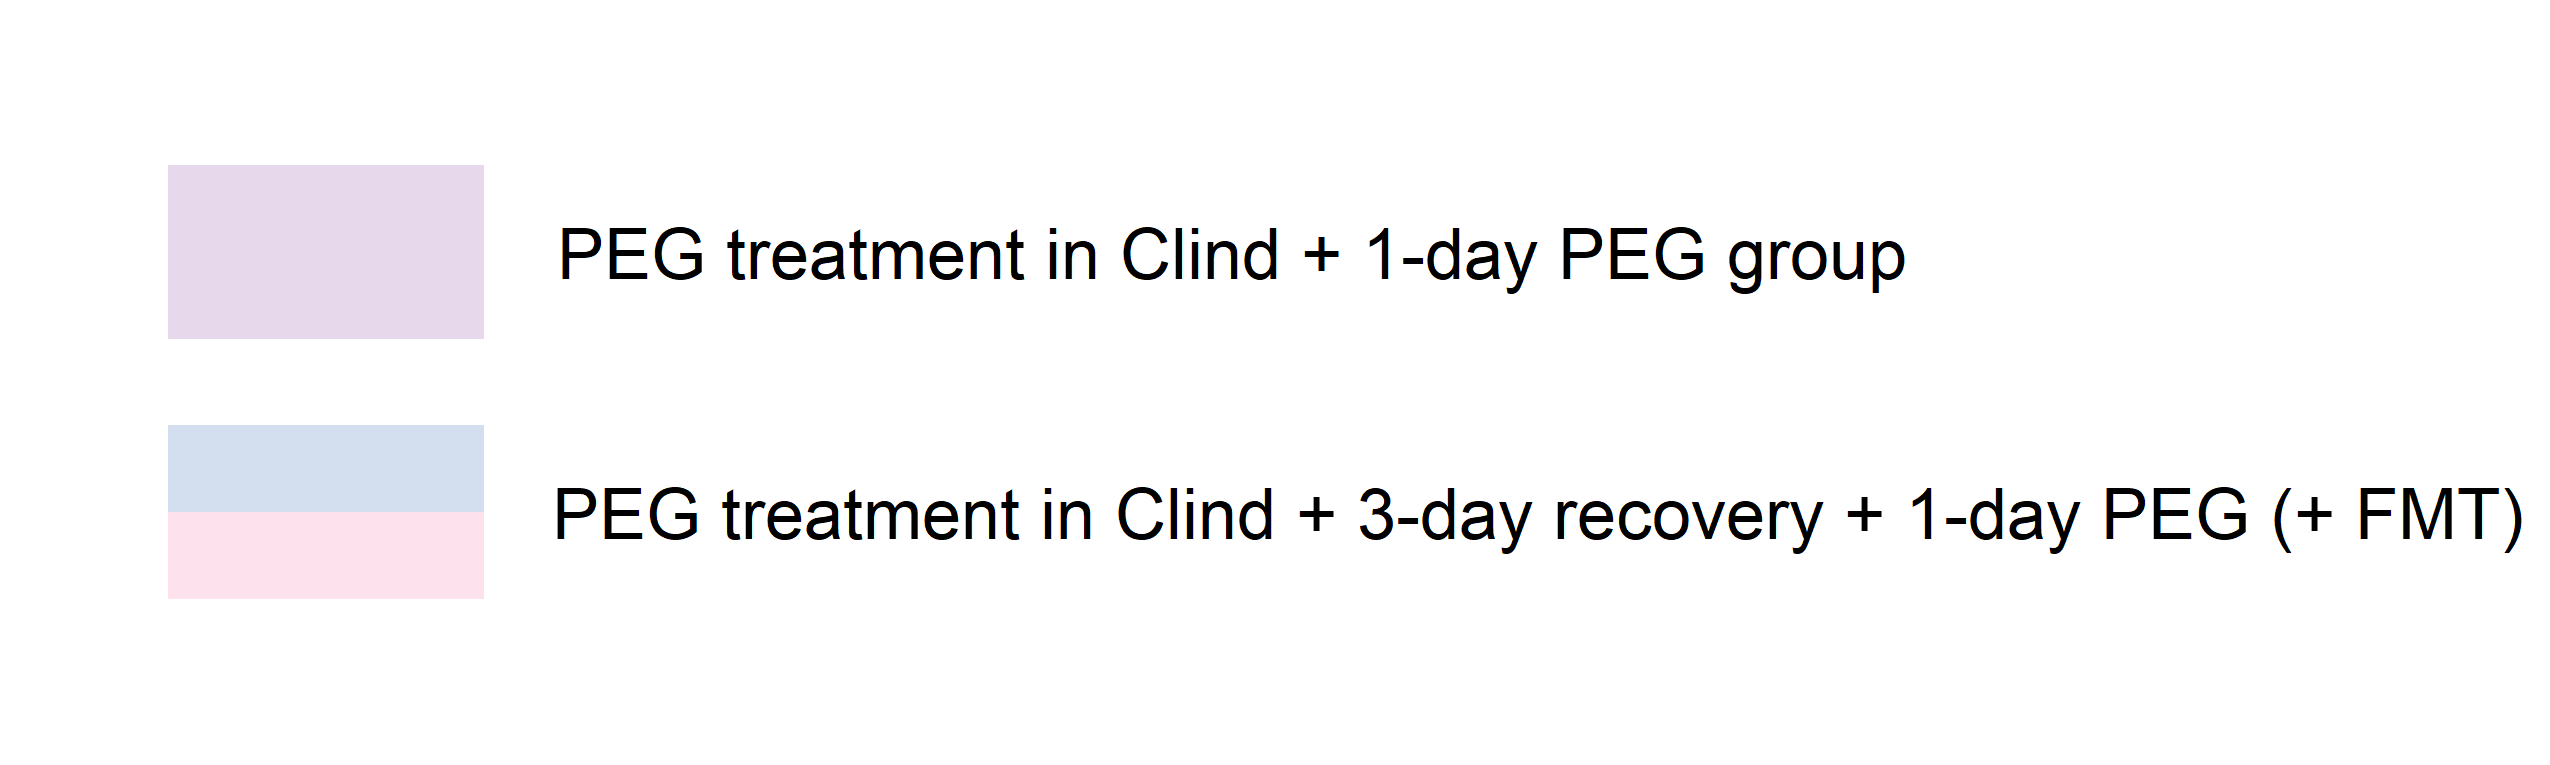 PEG treatment in Clind + 1-day PEG group
PEG treatment in Clind + 3-day recovery + 1-day PEG (+ FMT)